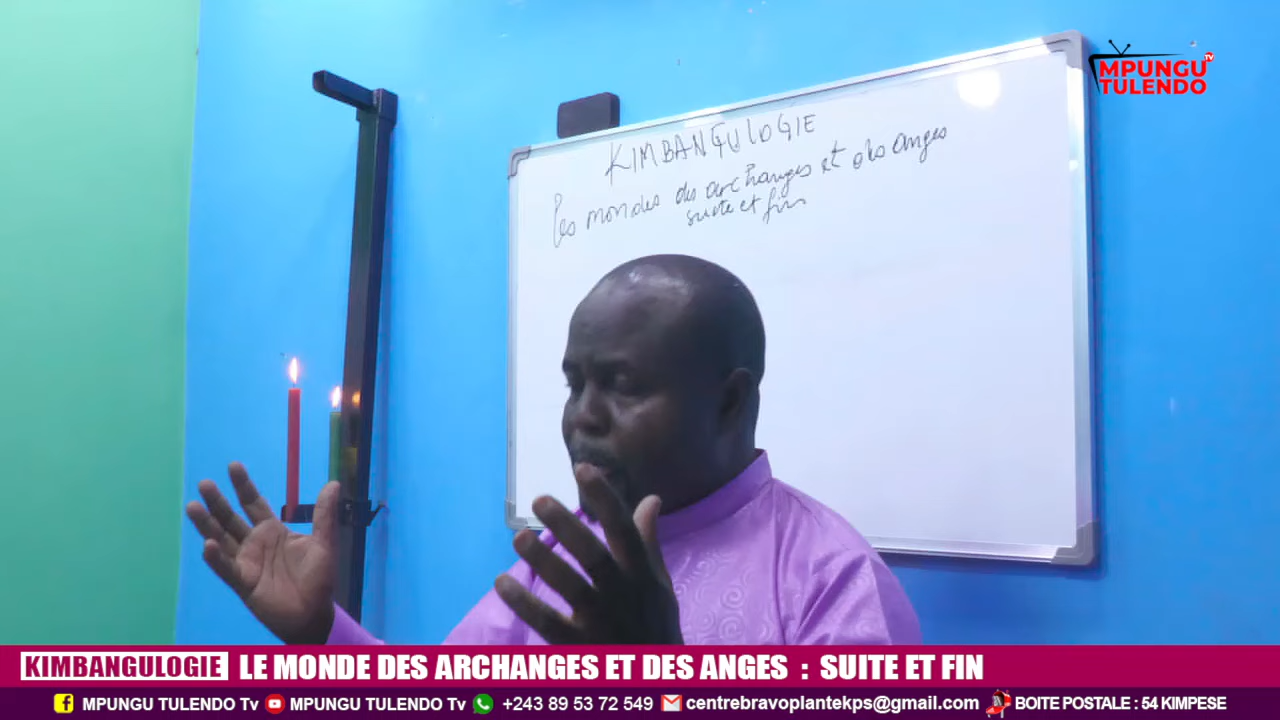 MPUNGU Tv
TULENDO
KIMBANGULOGIE
Les mondes des archanges et des anges
suite et fin
KIMBANGULOGIE LE MONDE DES ARCHANGES ET DES ANGES : SUITE ET FIN
MPUNGU TULENDO Tv MPUNGU TULENDO Tv +243 89 53 72 549 centrebravoplantekps@gmail.com BOITE POSTALE : 54 KIMPESE